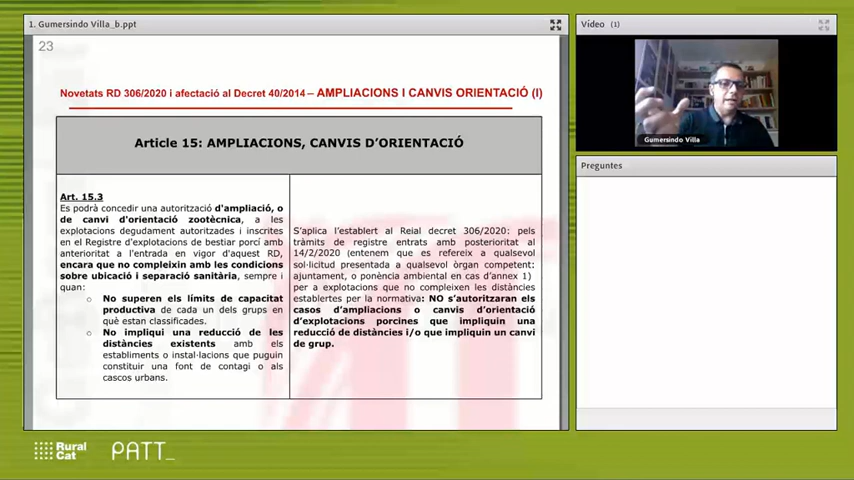 1. Gumersindo Villa_b.ppt
23
Novetats RD 306/2020 i afectació al Decret 40/2014 – AMPLIACIONS I CANVIS ORIENTACIÓ (I)
Article 15: AMPLIACIONS, CANVIS D'ORIENTACIÓ
Art. 15.3
Es podrà concedir una autorització d'ampliació, o
de canvi d'orientació zootècnica, a les
explotacions degudament autoritzades i inscrites
en el Registre d'explotacions de bestiar porcí amb
anterioritat a l'entrada en vigor d'aquest RD,
encara que no compleixin amb les condicions
sobre ubicació i separació sanitària, sempre i
quan:
o No superen els límits de capacitat
productiva de cada un dels grups en
què estan classificades.
o No impliqui una reducció de les
distàncies existents amb els
establiments o instal·lacions que puguin
constituir una font de contagi o als
cascos urbans.
S'aplica l'establert al Reial decret 306/2020: pels
tràmits de registre entrats amb posterioritat al
14/2/2020 (entenem que es refereix a qualsevol
sol·licitud presentada a qualsevol òrgan competent;
ajuntament, o ponència ambiental en cas d'annex 1)
per a explotacions que no compleixen les distàncies
establertes per la normativa: NO s'autoritzaran els
casos d'ampliacions o canvis d'orientació
d'explotacions porcines que impliquin una
reducció de distàncies i/o que impliquin un canvi
de grup.
Vídeo (1)
Gumersindo Villa
Preguntes
Rural
Cat
PATT_